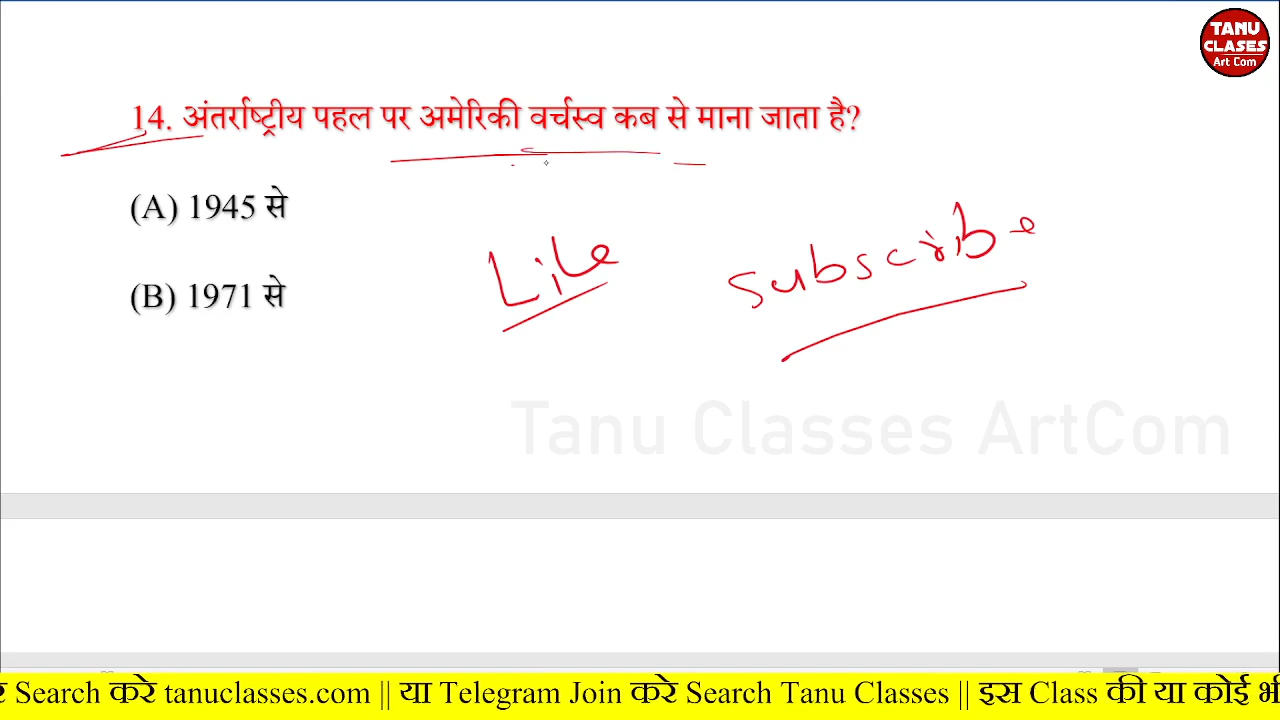 TANU
CLASES
Art Com
14. अंतर्राष्ट्रीय पहल पर अमेरिकी वर्चस्व कब से माना जाता है?
(A) 1945 से
(B) 1971 से
Like
Subscribe
Tanu Classes ArtCom
Search करे tanuclasses.com || या Telegram Join करे Search Tanu Classes || इस Class की या कोई भी